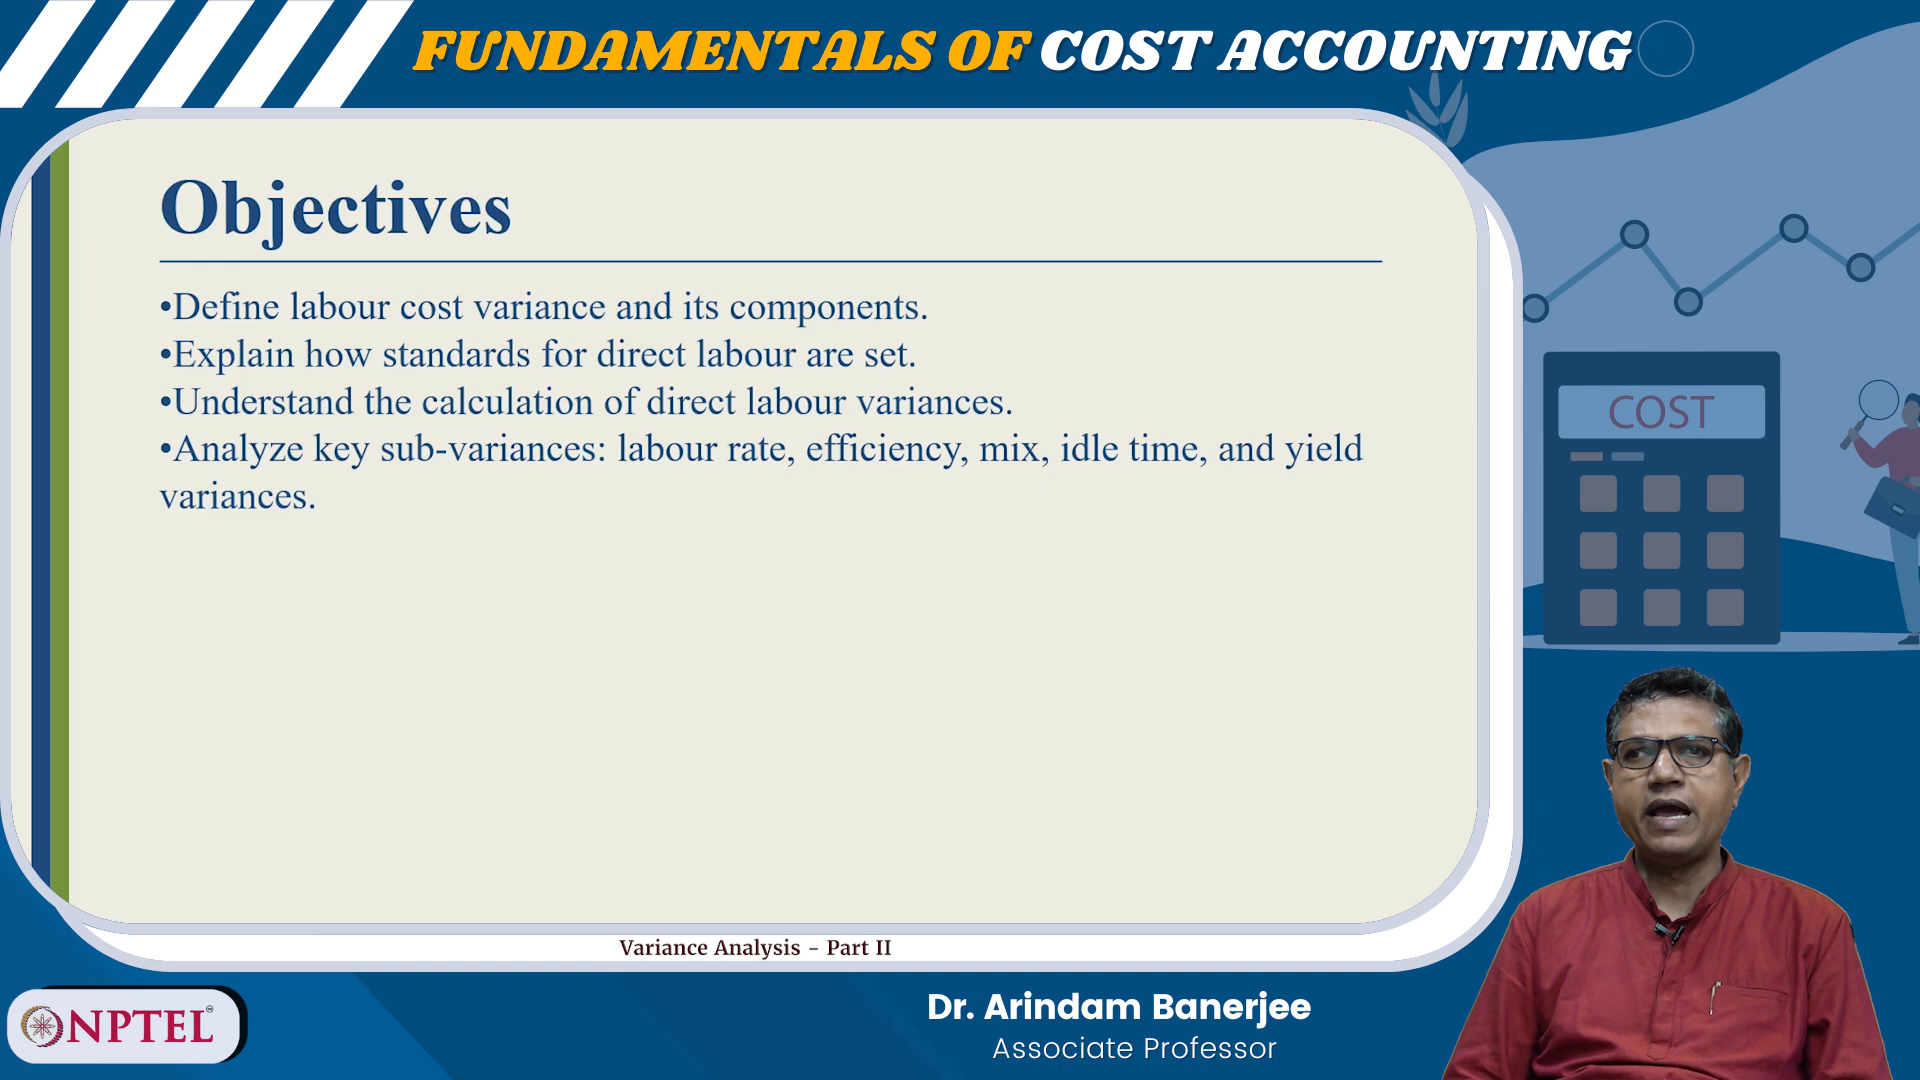 FUNDAMENTALS OF COST ACCOUNTING
Objectives
•Define labour cost variance and its components.
•Explain how standards for direct labour are set.
•Understand the calculation of direct labour variances.
•Analyze key sub-variances: labour rate, efficiency, mix, idle time, and yield
variances.
COST
Variance Analysis - Part II
NPTEL
Dr. Arindam Banerjee
Associate Professor